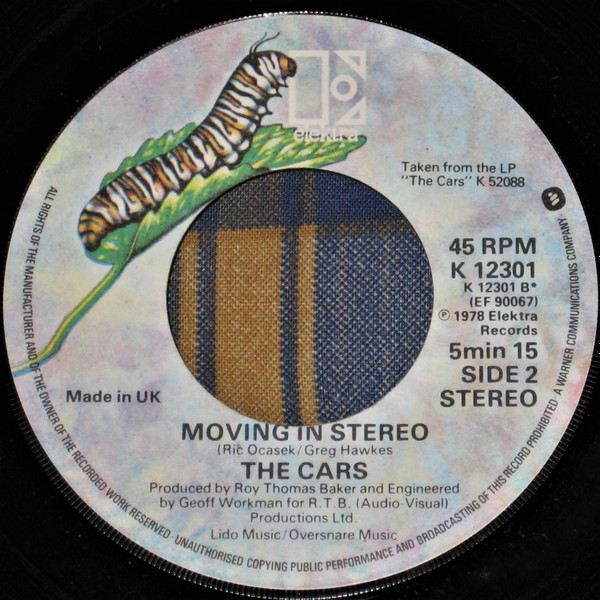 elektra
Taken from the LP
"The Cars" K 52088
45 RPM
K 12301
K 12301 B*
(EF 90067)
℗ 1978 Elektra
Records
5min 15
SIDE 2
STEREO
Made in UK
MOVING IN STEREO
(Ric Ocasek/Greg Hawkes)
THE CARS
Produced by Roy Thomas Baker and Engineered
by Geoff Workman for R.T.B. (Audio-Visual)
Productions Ltd.
Lido Music/Oversnare Music
ALL RIGHTS OF THE MANUFACTURER AND OF THE OWNER OF THE RECORDED WORK RESERVED · UNAUTHORISED COPYING PUBLIC PERFORMANCE AND BROADCASTING OF THIS RECORD PROHIBITED · A WARNER COMMUNICATIONS COMPANY ·